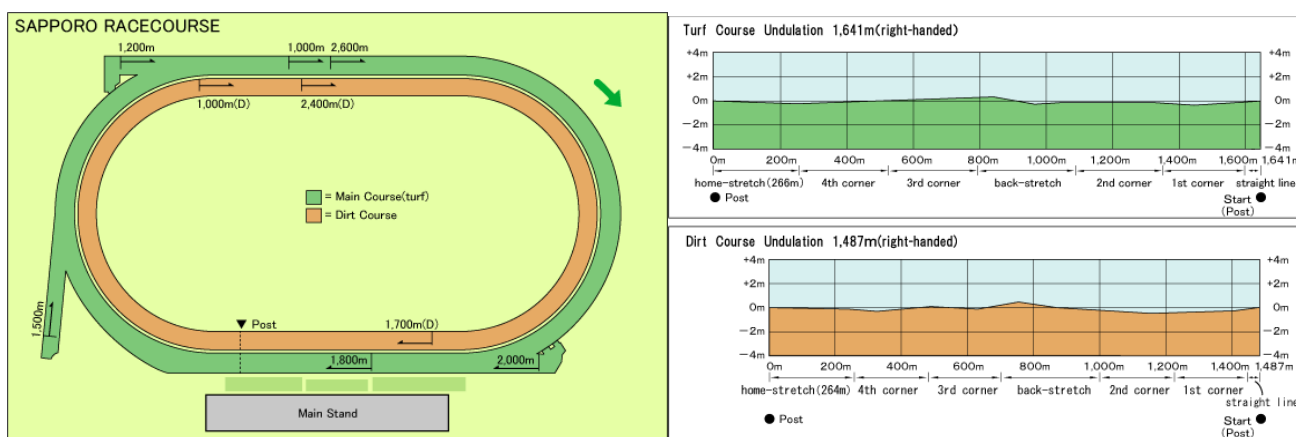 SAPPORO RACECOURSE
1,200m
1,000m 2,600m
1,000m(D)
2,400m(D)
= Main Course(turf)
= Dirt Course
1,500m
Post
1,700m(D)
1,800m
2,000m
Main Stand
Turf Course Undulation 1,641m(right-handed)
+4m +4m
+2m +2m
0m 0m
−2m −2m
−4m −4m
0m 200m 400m 600m 800m 1,000m 1,200m 1,400m 1,600m 1,641m
home-stretch(266m) 4th corner 3rd corner back-stretch 2nd corner 1st corner straight line
Post
Start
(Post)
Dirt Course Undulation 1,487m(right-handed)
+4m +4m
+2m +2m
0m 0m
−2m −2m
−4m −4m
0m 200m 400m 600m 800m 1,000m 1,200m 1,400m 1,487m
home-stretch(264m) 4th corner 3rd corner back-stretch 2nd corner 1st corner
straight line
Post
Start
(Post)